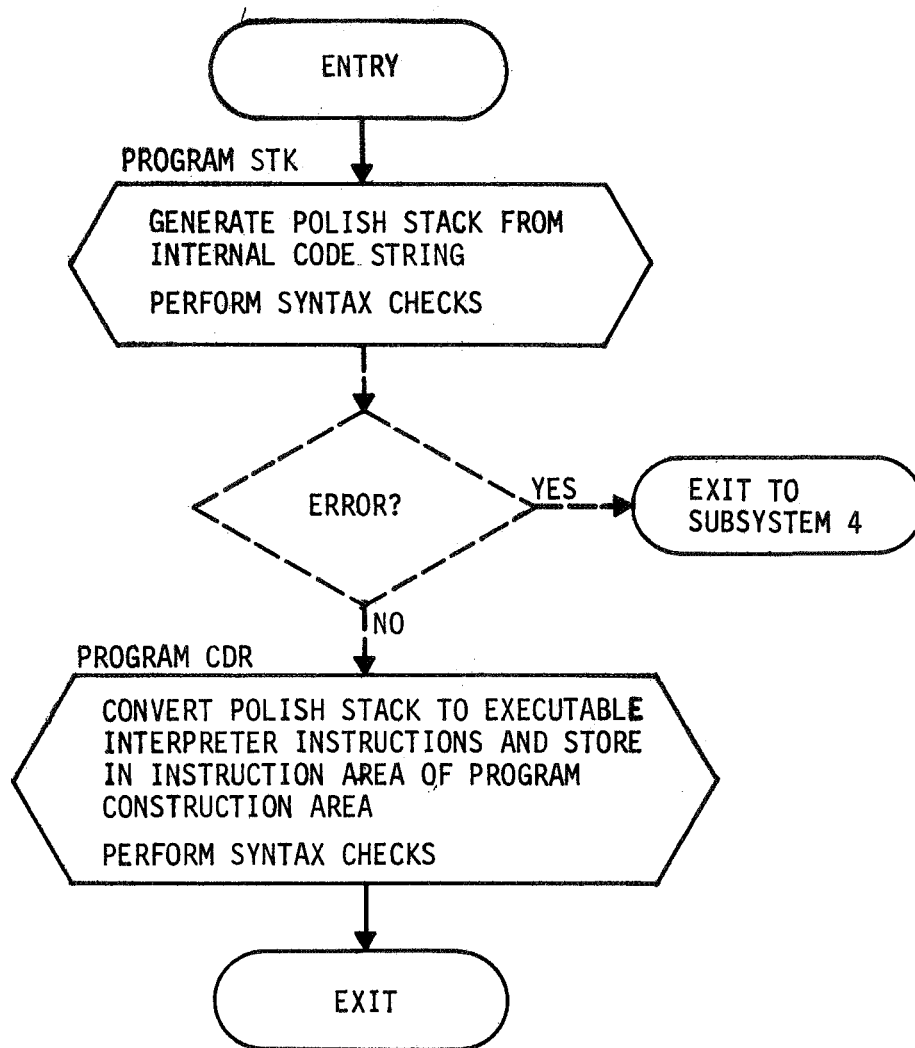 ENTRY
PROGRAM STK
GENERATE POLISH STACK FROM
INTERNAL CODE STRING
PERFORM SYNTAX CHECKS
ERROR?
YES
EXIT TO
SUBSYSTEM 4
NO
PROGRAM CDR
CONVERT POLISH STACK TO EXECUTABLE
INTERPRETER INSTRUCTIONS AND STORE
IN INSTRUCTION AREA OF PROGRAM
CONSTRUCTION AREA
PERFORM SYNTAX CHECKS
EXIT